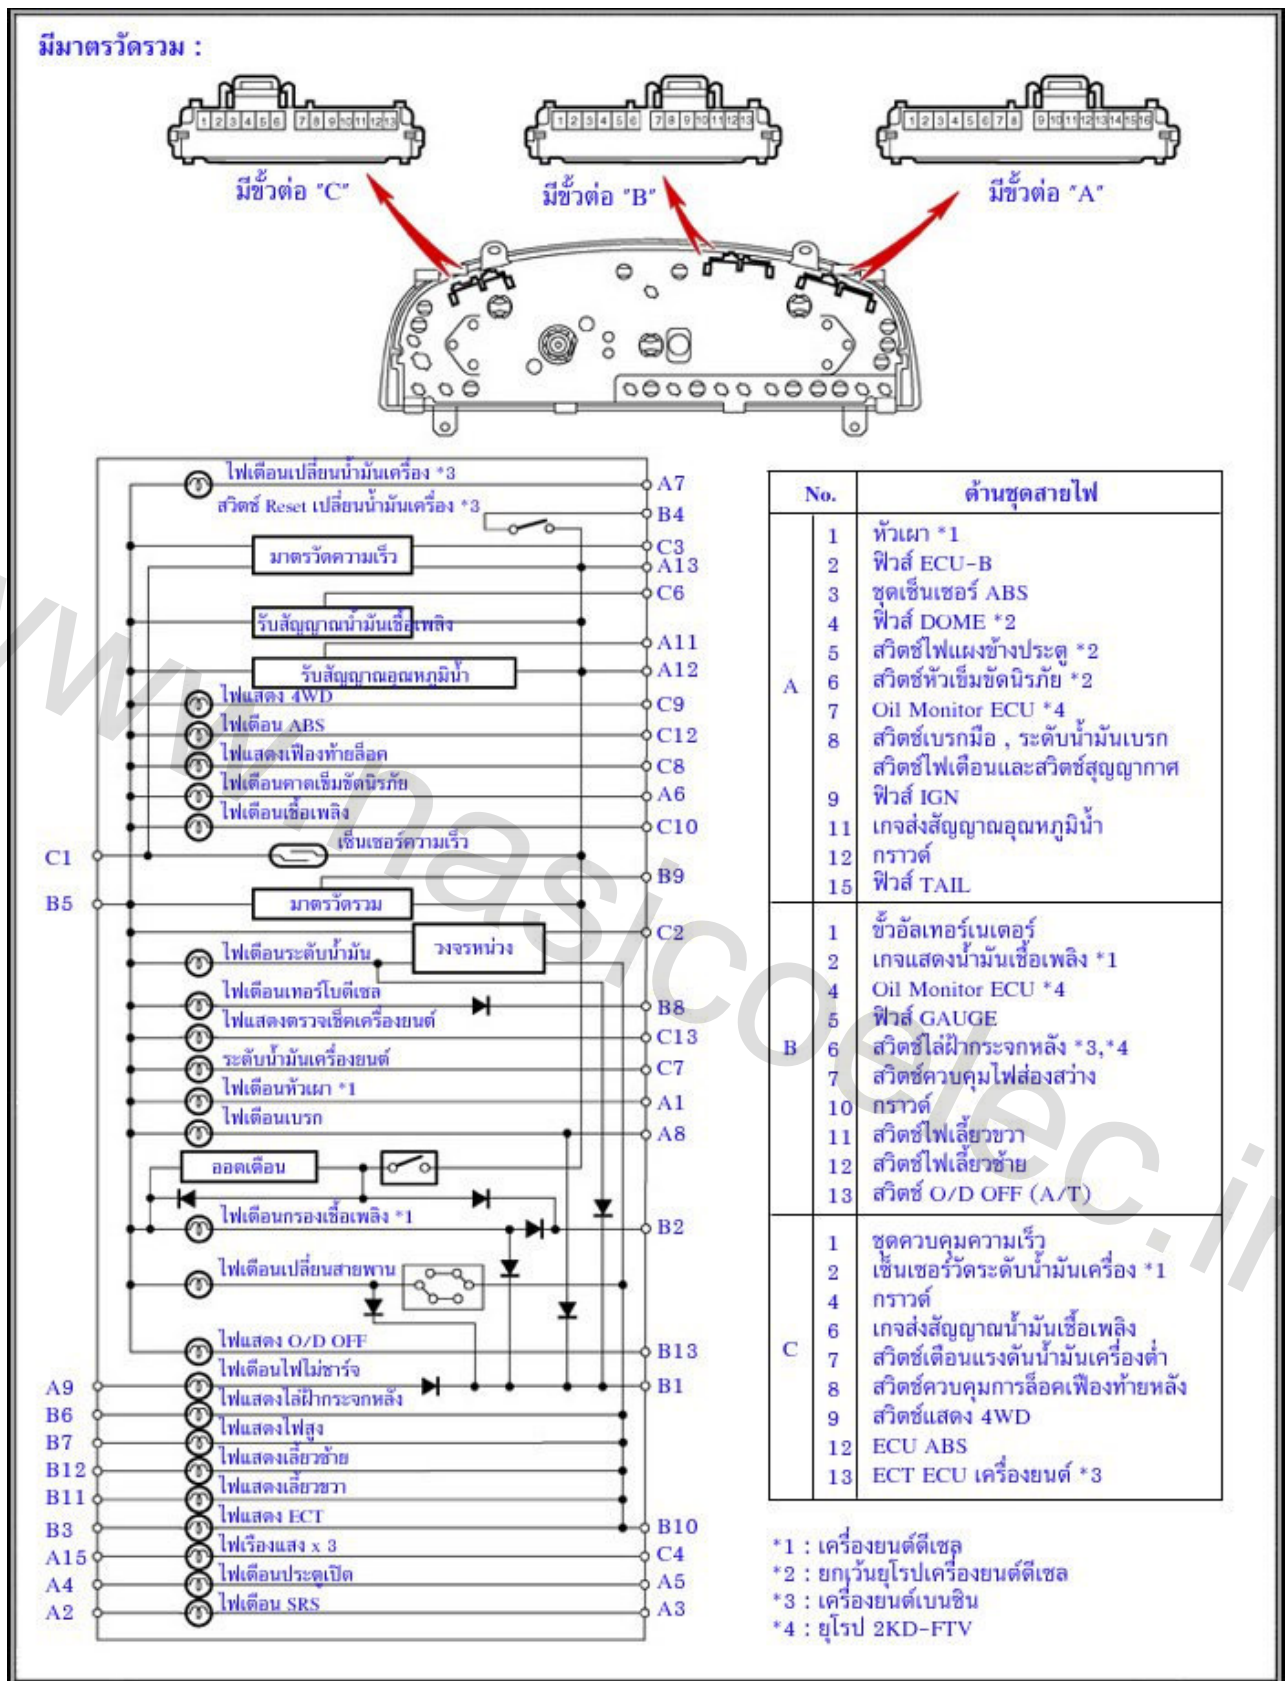 มีมาตรวัดรวม :
1 2 3 4 5 6 7 8 9 10 11 12 13
1 2 3 4 5 6 7 8 9 10 11 12 13
1 2 3 4 5 6 7 8 9 10 11 12 13 14 15 16
มีขั้วต่อ "C"
มีขั้วต่อ "B"
มีขั้วต่อ "A"
ไฟเตือนเปลี่ยนน้ำมันเครื่อง *3
A7
สวิตช์ Reset เปลี่ยนน้ำมันเครื่อง *3
B4
C3
มาตรวัดความเร็ว
A13
C6
รับสัญญาณน้ำมันเชื้อเพลิง
A11
รับสัญญาณอุณหภูมิน้ำ
A12
ไฟแสดง 4WD
C9
ไฟเตือน ABS
C12
ไฟแสดงเฟืองท้ายล็อค
C8
ไฟเตือนคาดเข็มขัดนิรภัย
A6
ไฟเตือนเชื้อเพลิง
C10
เซ็นเซอร์ความเร็ว
C1
B9
B5
มาตรวัดรวม
C2
วงจรหน่วง
ไฟเตือนระดับน้ำมัน
ไฟเตือนเทอร์โบดีเซล
B8
ไฟแสดงตรวจเช็คเครื่องยนต์
C13
ระดับน้ำมันเครื่องยนต์
C7
ไฟเตือนหัวเผา *1
A1
ไฟเตือนเบรก
A8
ออดเตือน
ไฟเตือนกรองเชื้อเพลิง *1
B2
ไฟเตือนเปลี่ยนสายพาน
ไฟแสดง O/D OFF
B13
ไฟเตือนไฟไม่ชาร์จ
A9
B1
ไฟแสดงไล่ฝ้ากระจกหลัง
B6
ไฟแสดงไฟสูง
B7
ไฟแสดงเลี้ยวซ้าย
B12
ไฟแสดงเลี้ยวขวา
B11
ไฟแสดง ECT
B3
B10
ไฟเรืองแสง x 3
A15
C4
ไฟเตือนประตูเปิด
A4
A5
ไฟเตือน SRS
A2
A3
No. ด้านชุดสายไฟ
A
1 หัวเผา *1
2 ฟิวส์ ECU-B
3 ชุดเซ็นเซอร์ ABS
4 ฟิวส์ DOME *2
5 สวิตช์ไฟแผงข้างประตู *2
6 สวิตช์หัวเข็มขัดนิรภัย *2
7 Oil Monitor ECU *4
8 สวิตช์เบรกมือ , ระดับน้ำมันเบรก
สวิตช์ไฟเตือนและสวิตช์สุญญากาศ
9 ฟิวส์ IGN
11 เกจส่งสัญญาณอุณหภูมิน้ำ
12 กราวด์
15 ฟิวส์ TAIL
B
1 ขั้วอัลเทอร์เนเตอร์
2 เกจแสดงน้ำมันเชื้อเพลิง *1
4 Oil Monitor ECU *4
5 ฟิวส์ GAUGE
6 สวิตช์ไล่ฝ้ากระจกหลัง *3,*4
7 สวิตช์ควบคุมไฟส่องสว่าง
10 กราวด์
11 สวิตช์ไฟเลี้ยวขวา
12 สวิตช์ไฟเลี้ยวซ้าย
13 สวิตช์ O/D OFF (A/T)
C
1 ชุดควบคุมความเร็ว
2 เซ็นเซอร์วัดระดับน้ำมันเครื่อง *1
4 กราวด์
6 เกจส่งสัญญาณน้ำมันเชื้อเพลิง
7 สวิตช์เตือนแรงดันน้ำมันเครื่องต่ำ
8 สวิตช์ควบคุมการล็อคเฟืองท้ายหลัง
9 สวิตช์แสดง 4WD
12 ECU ABS
13 ECT ECU เครื่องยนต์ *3
*1 : เครื่องยนต์ดีเซล
*2 : ยกเว้นยุโรปเครื่องยนต์ดีเซล
*3 : เครื่องยนต์เบนซิน
*4 : ยุโรป 2KD-FTV
www.nasicoelec.ir